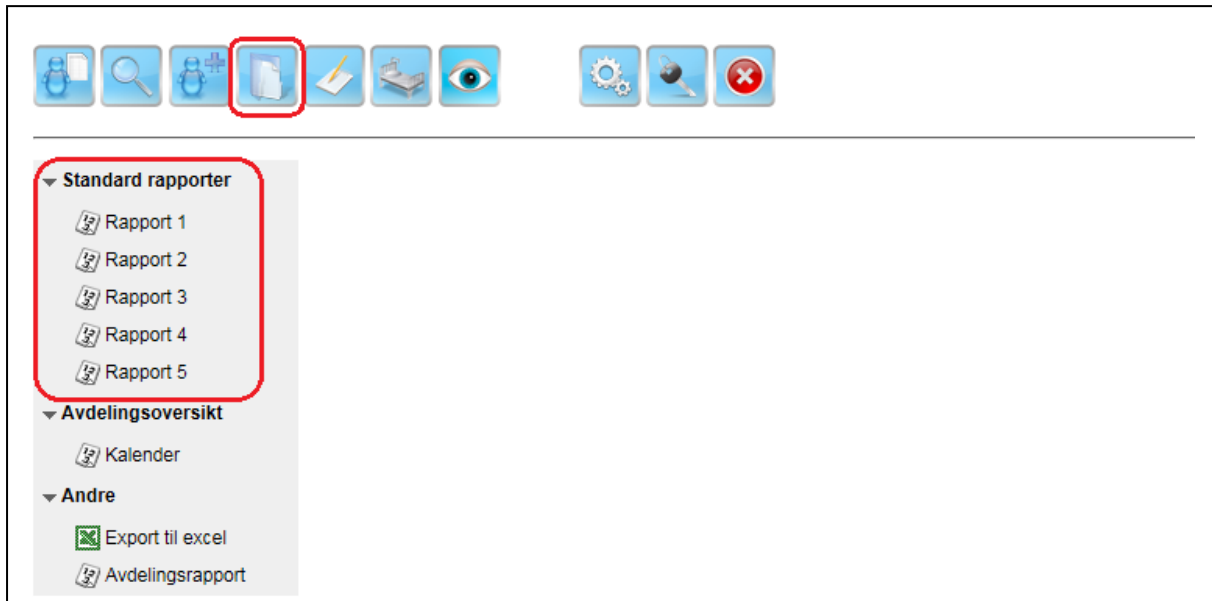 Standard rapporter
Rapport 1
Rapport 2
Rapport 3
Rapport 4
Rapport 5
Avdelingsoversikt
Kalender
Andre
Export til excel
Avdelingsrapport